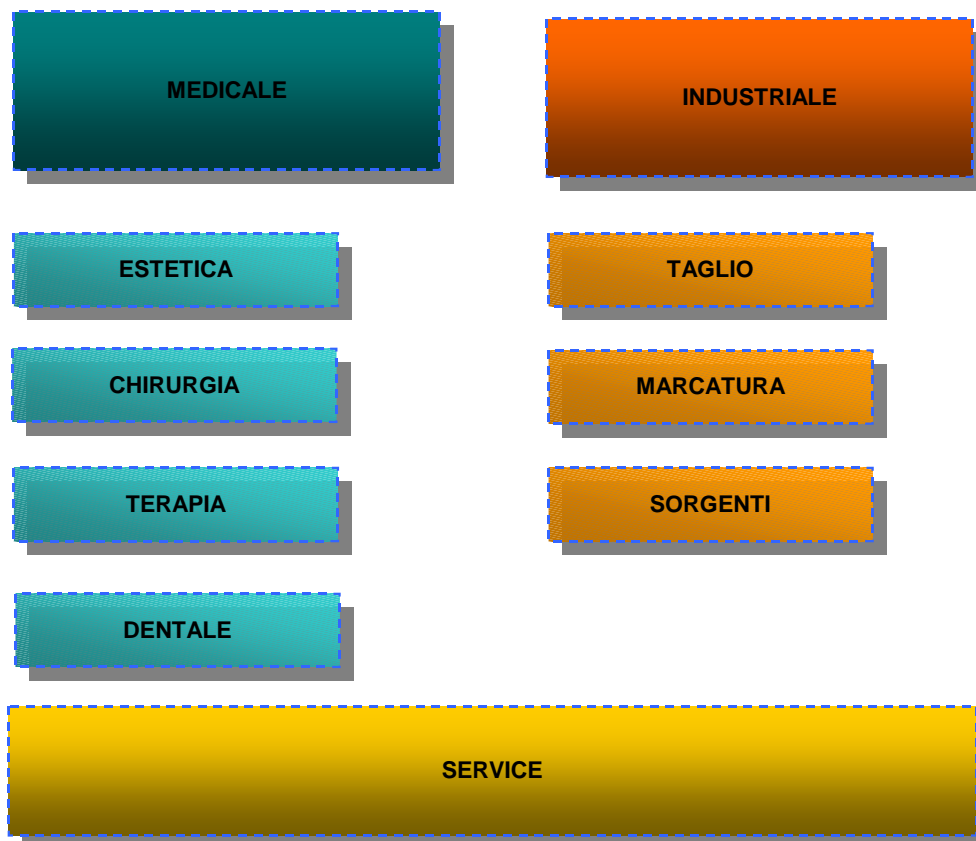 MEDICALE
INDUSTRIALE
ESTETICA
TAGLIO
CHIRURGIA
MARCATURA
TERAPIA
SORGENTI
DENTALE
SERVICE